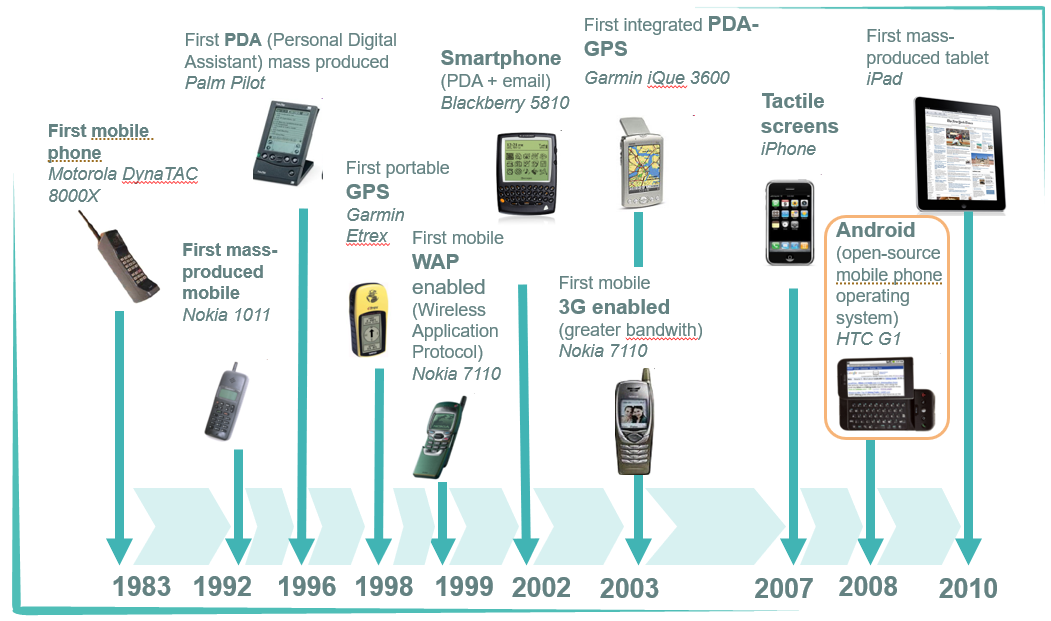 First mobile
phone
Motorola DynaTAC
8000X
First mass-
produced
mobile
Nokia 1011
First PDA (Personal Digital
Assistant) mass produced
Palm Pilot
First portable
GPS
Garmin
Etrex
First mobile
WAP
enabled
(Wireless
Application
Protocol)
Nokia 7110
Smartphone
(PDA + email)
Blackberry 5810
First integrated PDA-
GPS
Garmin iQue 3600
First mobile
3G enabled
(greater bandwith)
Nokia 7110
Tactile
screens
iPhone
Android
(open-source
mobile phone
operating
system)
HTC G1
First mass-
produced tablet
iPad
1983
1992
1996
1998
1999
2002
2003
2007
2008
2010